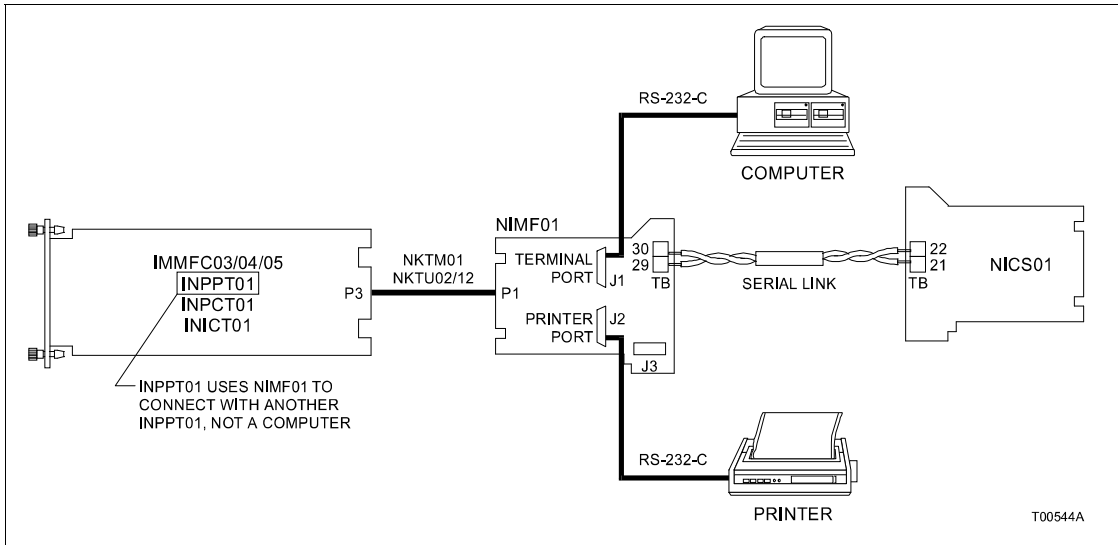 RS-232-C
COMPUTER
NIMF01
IMMFC03/04/05
INPPT01
INPCT01
INICT01
P3
NKTM01
NKTU02/12
P1
TERMINAL
PORT
J1
30
29
TB
SERIAL LINK
22
21
TB
NICS01
PRINTER
PORT
J2
J3
INPPT01 USES NIMF01 TO
CONNECT WITH ANOTHER
INPPT01, NOT A COMPUTER
RS-232-C
PRINTER
T00544A